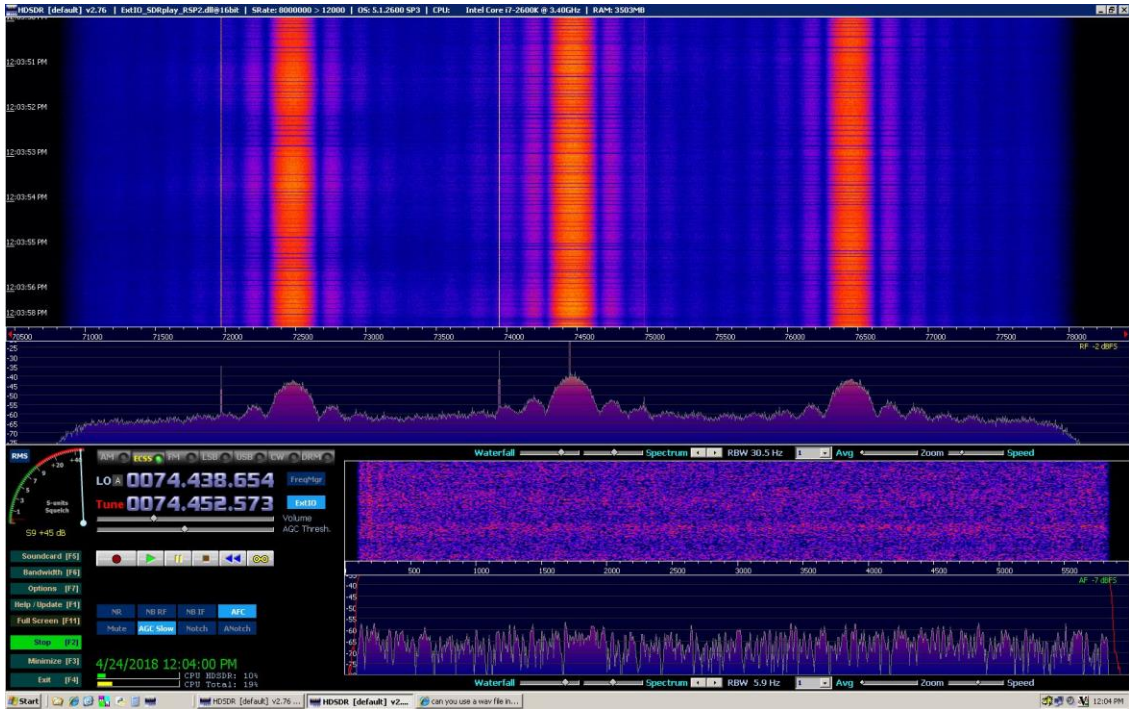 HDSDR [default] v2.76 | ExtIO_SDRplay_RSP2.dll@16bit | SRate: 8000000 > 12000 | OS: 5.1.2600 SP3 | CPU: Intel Core i7-2600K @ 3.40GHz | RAM: 3503MB
12:03:51 PM
12:03:52 PM
12:03:53 PM
12:03:54 PM
12:03:55 PM
12:03:56 PM
12:03:58 PM
70500 71000 71500 72000 72500 73000 73500 74000 74500 75000 75500 76000 76500 77000 77500 78000
RF -2 dBFS
-25
-30
-35
-40
-45
-50
-55
-60
-65
-70
-75
Waterfall Spectrum RBW 30.5 Hz 1 Avg Zoom Speed
RMS
AM ECSS FM LSB USB CW DRM
LO A 0074.438.654 FreqMgr
Tune 0074.452.573 ExtIO
Volume
AGC Thresh.
1 3 5 7 9 +20 +40
S-units
Squelch
S9 +45 dB
Soundcard [F5]
Bandwidth [F6]
Options [F7]
Help / Update [F1]
Full Screen [F11]
Stop [F2]
Minimize [F3]
Exit [F4]
NR NB RF NB IF AFC
Mute AGC Slow Notch ANotch
4/24/2018 12:04:00 PM
CPU HDSDR: 10%
CPU Total: 19%
500 1000 1500 2000 2500 3000 3500 4000 4500 5000 5500
AF -7 dBFS
-40
-45
-50
-55
-60
-65
-70
-75
Waterfall Spectrum RBW 5.9 Hz 1 Avg Zoom Speed
Start
HDSDR [default] v2.76 ...
HDSDR [default] v2....
can you use a wav file in...
12:04 PM